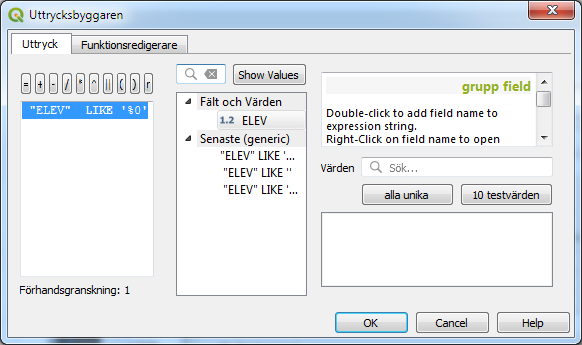 Uttrycksbyggaren
Uttryck
Funktionsredigerare
= + - / * ^ || ( ) r
"ELEV" LIKE '%0'
Förhandsgranskning: 1
Show Values
Fält och Värden
1.2 ELEV
Senaste (generic)
"ELEV" LIKE '...
"ELEV" LIKE ''
"ELEV" LIKE '...
grupp field
Double-click to add field name to
expression string.
Right-Click on field name to open
Värden
Sök...
alla unika
10 testvärden
OK
Cancel
Help